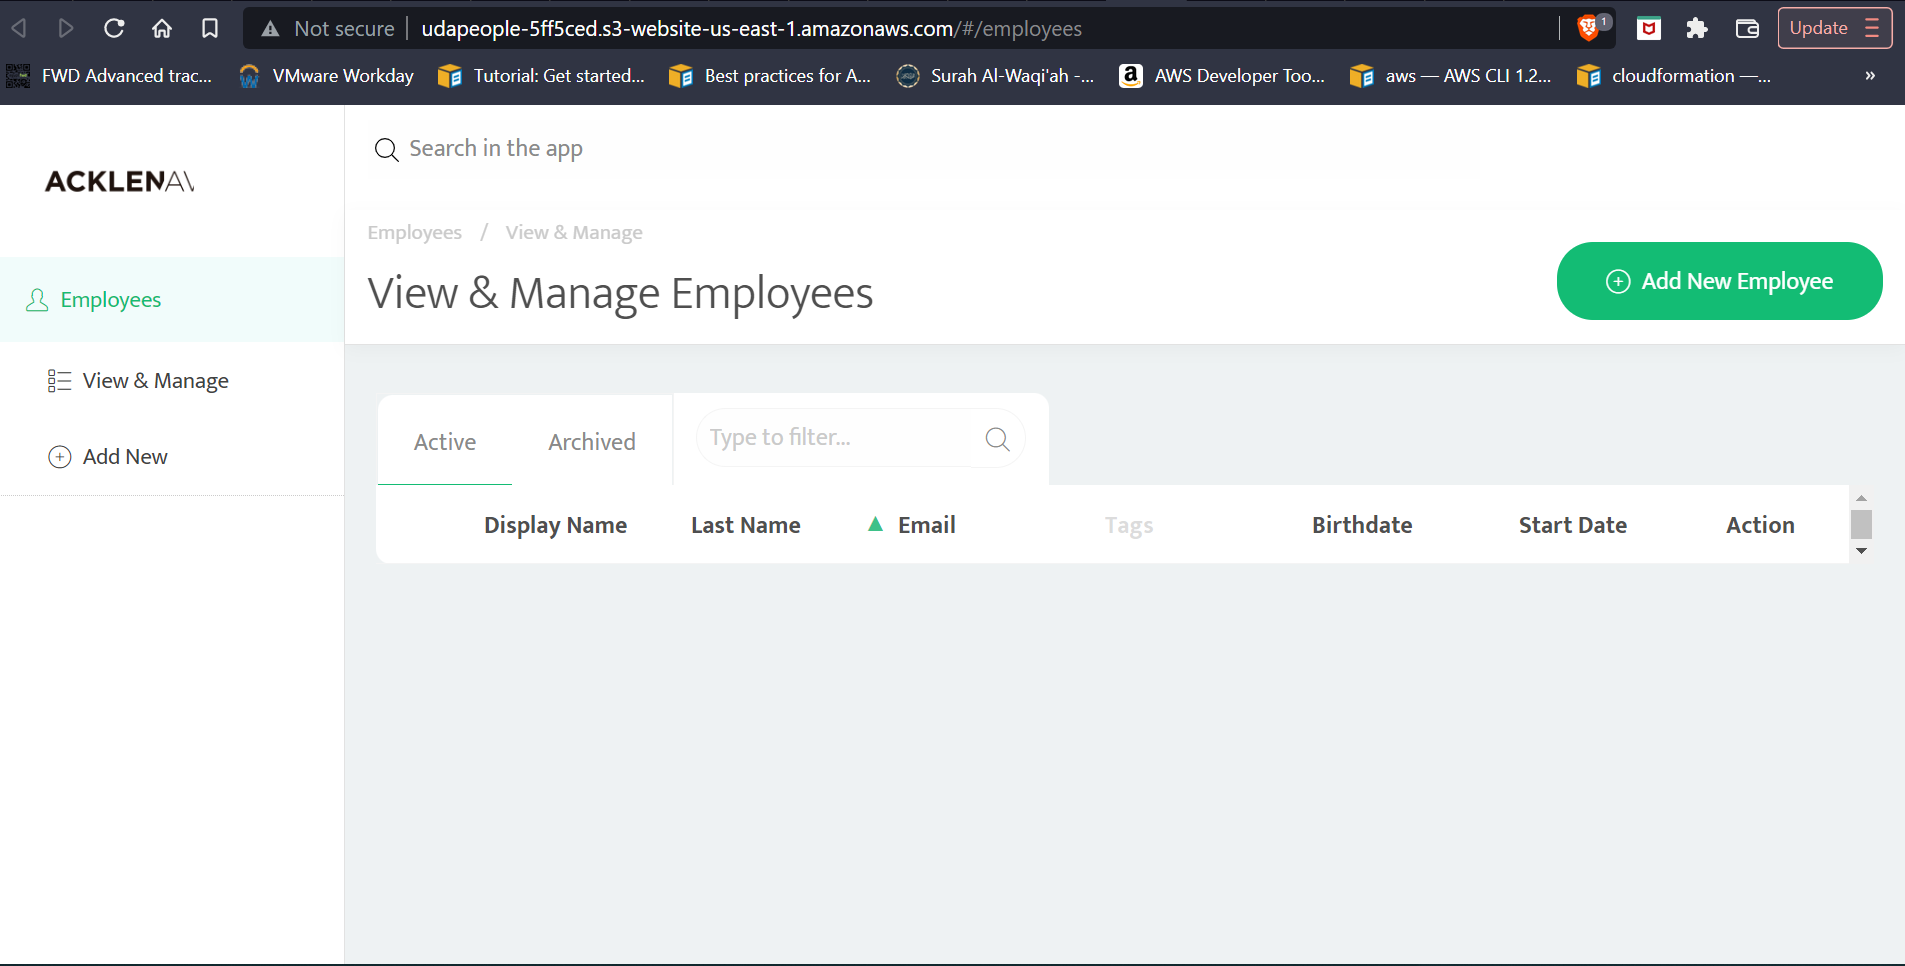 Not secure udapeople-5ff5ced.s3-website-us-east-1.amazonaws.com/#/employees 1 Update
FWD Advanced trac... VMware Workday Tutorial: Get started... Best practices for A... Surah Al-Waqi'ah -... AWS Developer Too... aws — AWS CLI 1.2... cloudformation —... »
Search in the app
ACKLENAV
Employees / View & Manage
View & Manage Employees
Add New Employee
Employees
View & Manage
Add New
Active Archived Type to filter...
Display Name Last Name Email Tags Birthdate Start Date Action